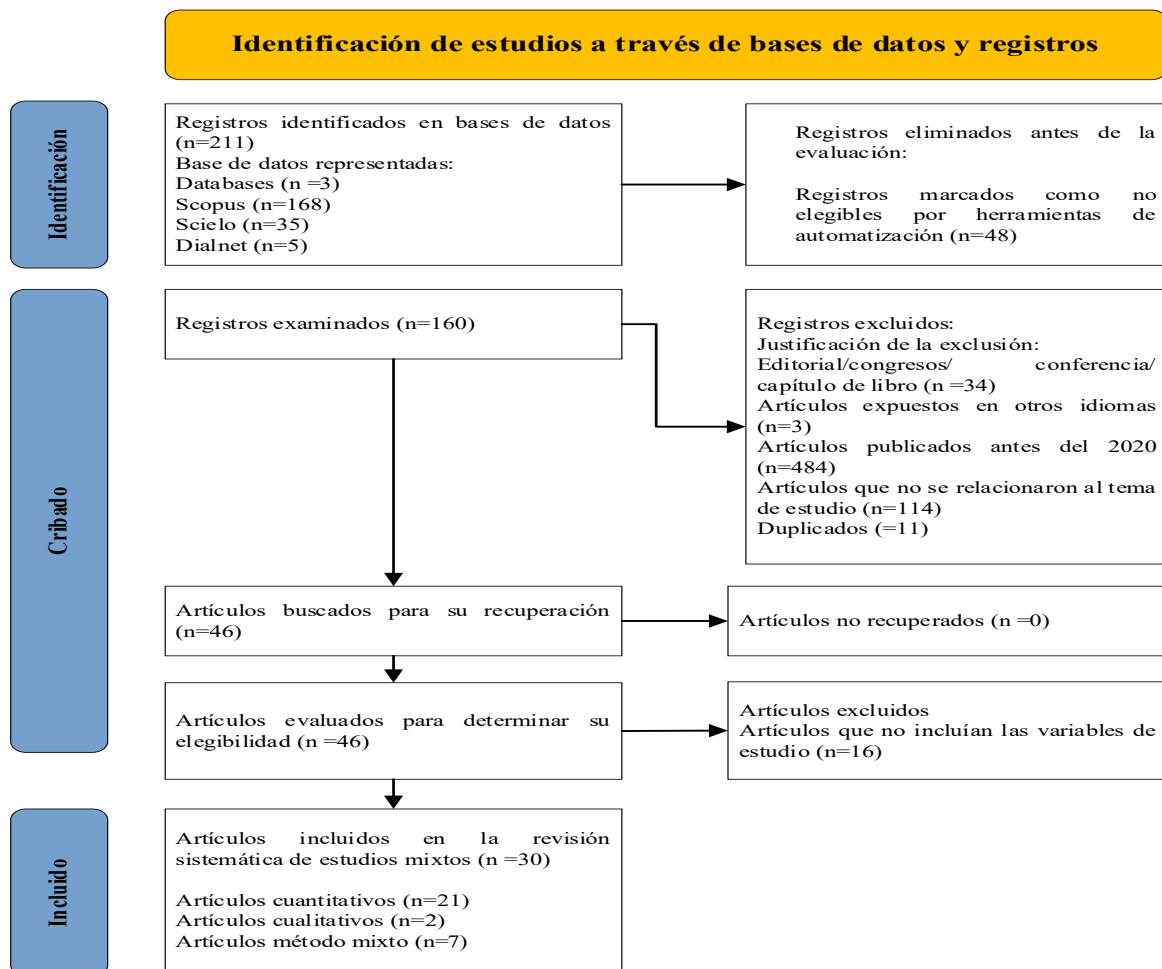 Identificación de estudios a través de bases de datos y registros
Identificación
Registros identificados en bases de datos
(n=211)
Base de datos representadas:
Databases (n =3)
Scopus (n=168)
Scielo (n=35)
Dialnet (n=5)
Registros eliminados antes de la
evaluación:
Registros marcados como no
elegibles por herramientas de
automatización (n=48)
Cribado
Registros examinados (n=160)
Registros excluidos:
Justificación de la exclusión:
Editorial/congresos/ conferencia/
capítulo de libro (n =34)
Artículos expuestos en otros idiomas
(n=3)
Artículos publicados antes del 2020
(n=484)
Artículos que no se relacionaron al tema
de estudio (n=114)
Duplicados (=11)
Artículos buscados para su recuperación
(n=46)
Artículos no recuperados (n =0)
Artículos evaluados para determinar su
elegibilidad (n =46)
Artículos excluidos
Artículos que no incluían las variables de
estudio (n=16)
Incluido
Artículos incluidos en la revisión
sistemática de estudios mixtos (n =30)
Artículos cuantitativos (n=21)
Artículos cualitativos (n=2)
Artículos método mixto (n=7)